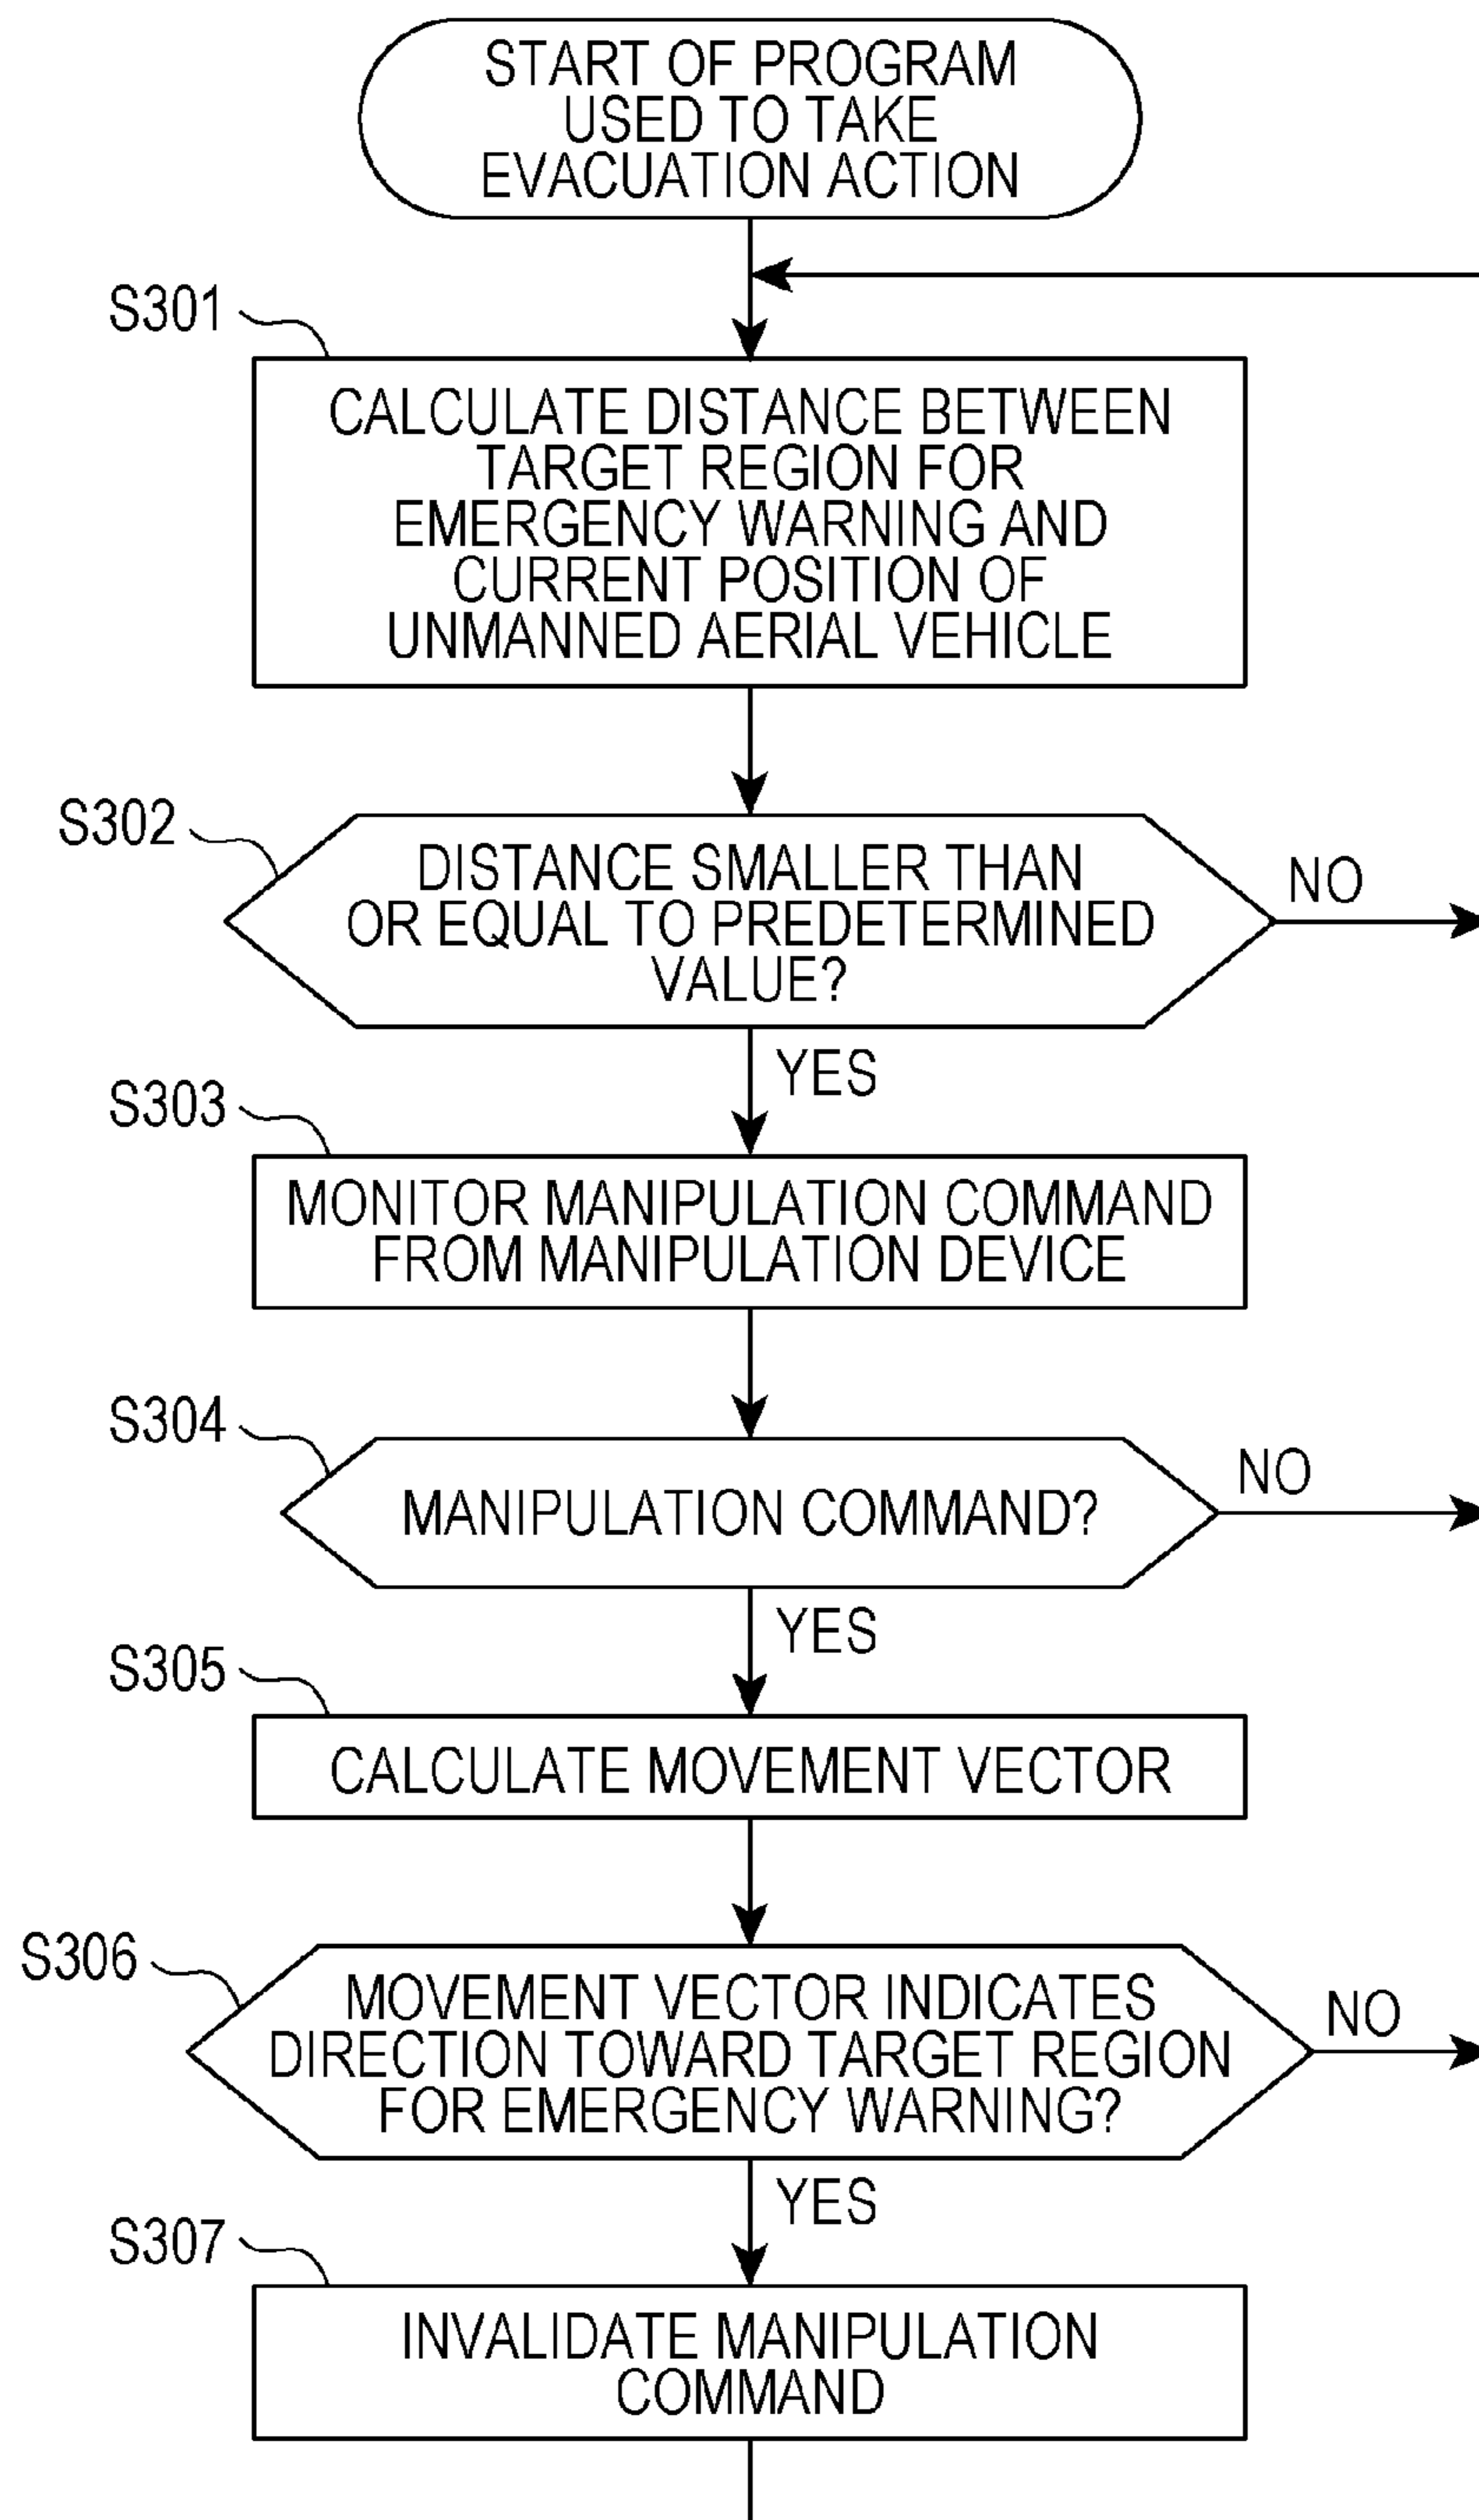 START OF PROGRAM
USED TO TAKE
EVACUATION ACTION
S301
CALCULATE DISTANCE BETWEEN
TARGET REGION FOR
EMERGENCY WARNING AND
CURRENT POSITION OF
UNMANNED AERIAL VEHICLE
S302
DISTANCE SMALLER THAN
OR EQUAL TO PREDETERMINED
VALUE?
NO
YES
S303
MONITOR MANIPULATION COMMAND
FROM MANIPULATION DEVICE
S304
MANIPULATION COMMAND?
NO
YES
S305
CALCULATE MOVEMENT VECTOR
S306
MOVEMENT VECTOR INDICATES
DIRECTION TOWARD TARGET REGION
FOR EMERGENCY WARNING?
NO
YES
S307
INVALIDATE MANIPULATION
COMMAND